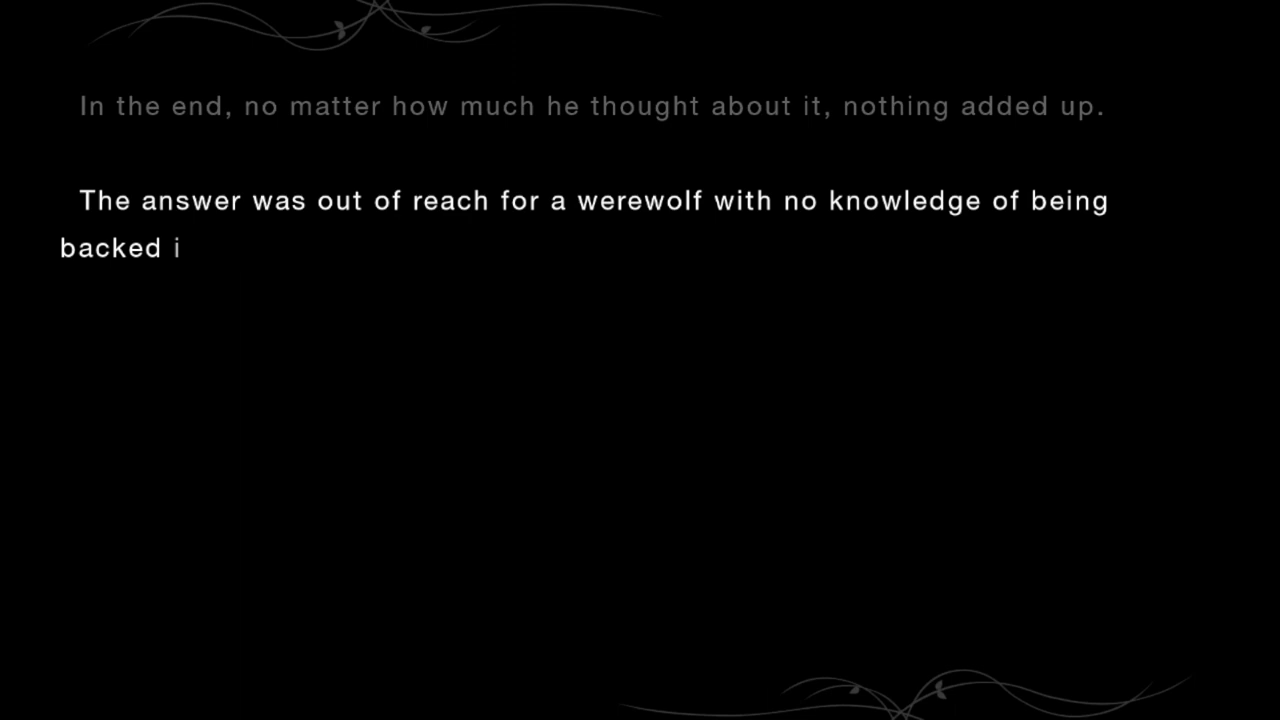 In the end, no matter how much he thought about it, nothing added up.
The answer was out of reach for a werewolf with no knowledge of being
backed i